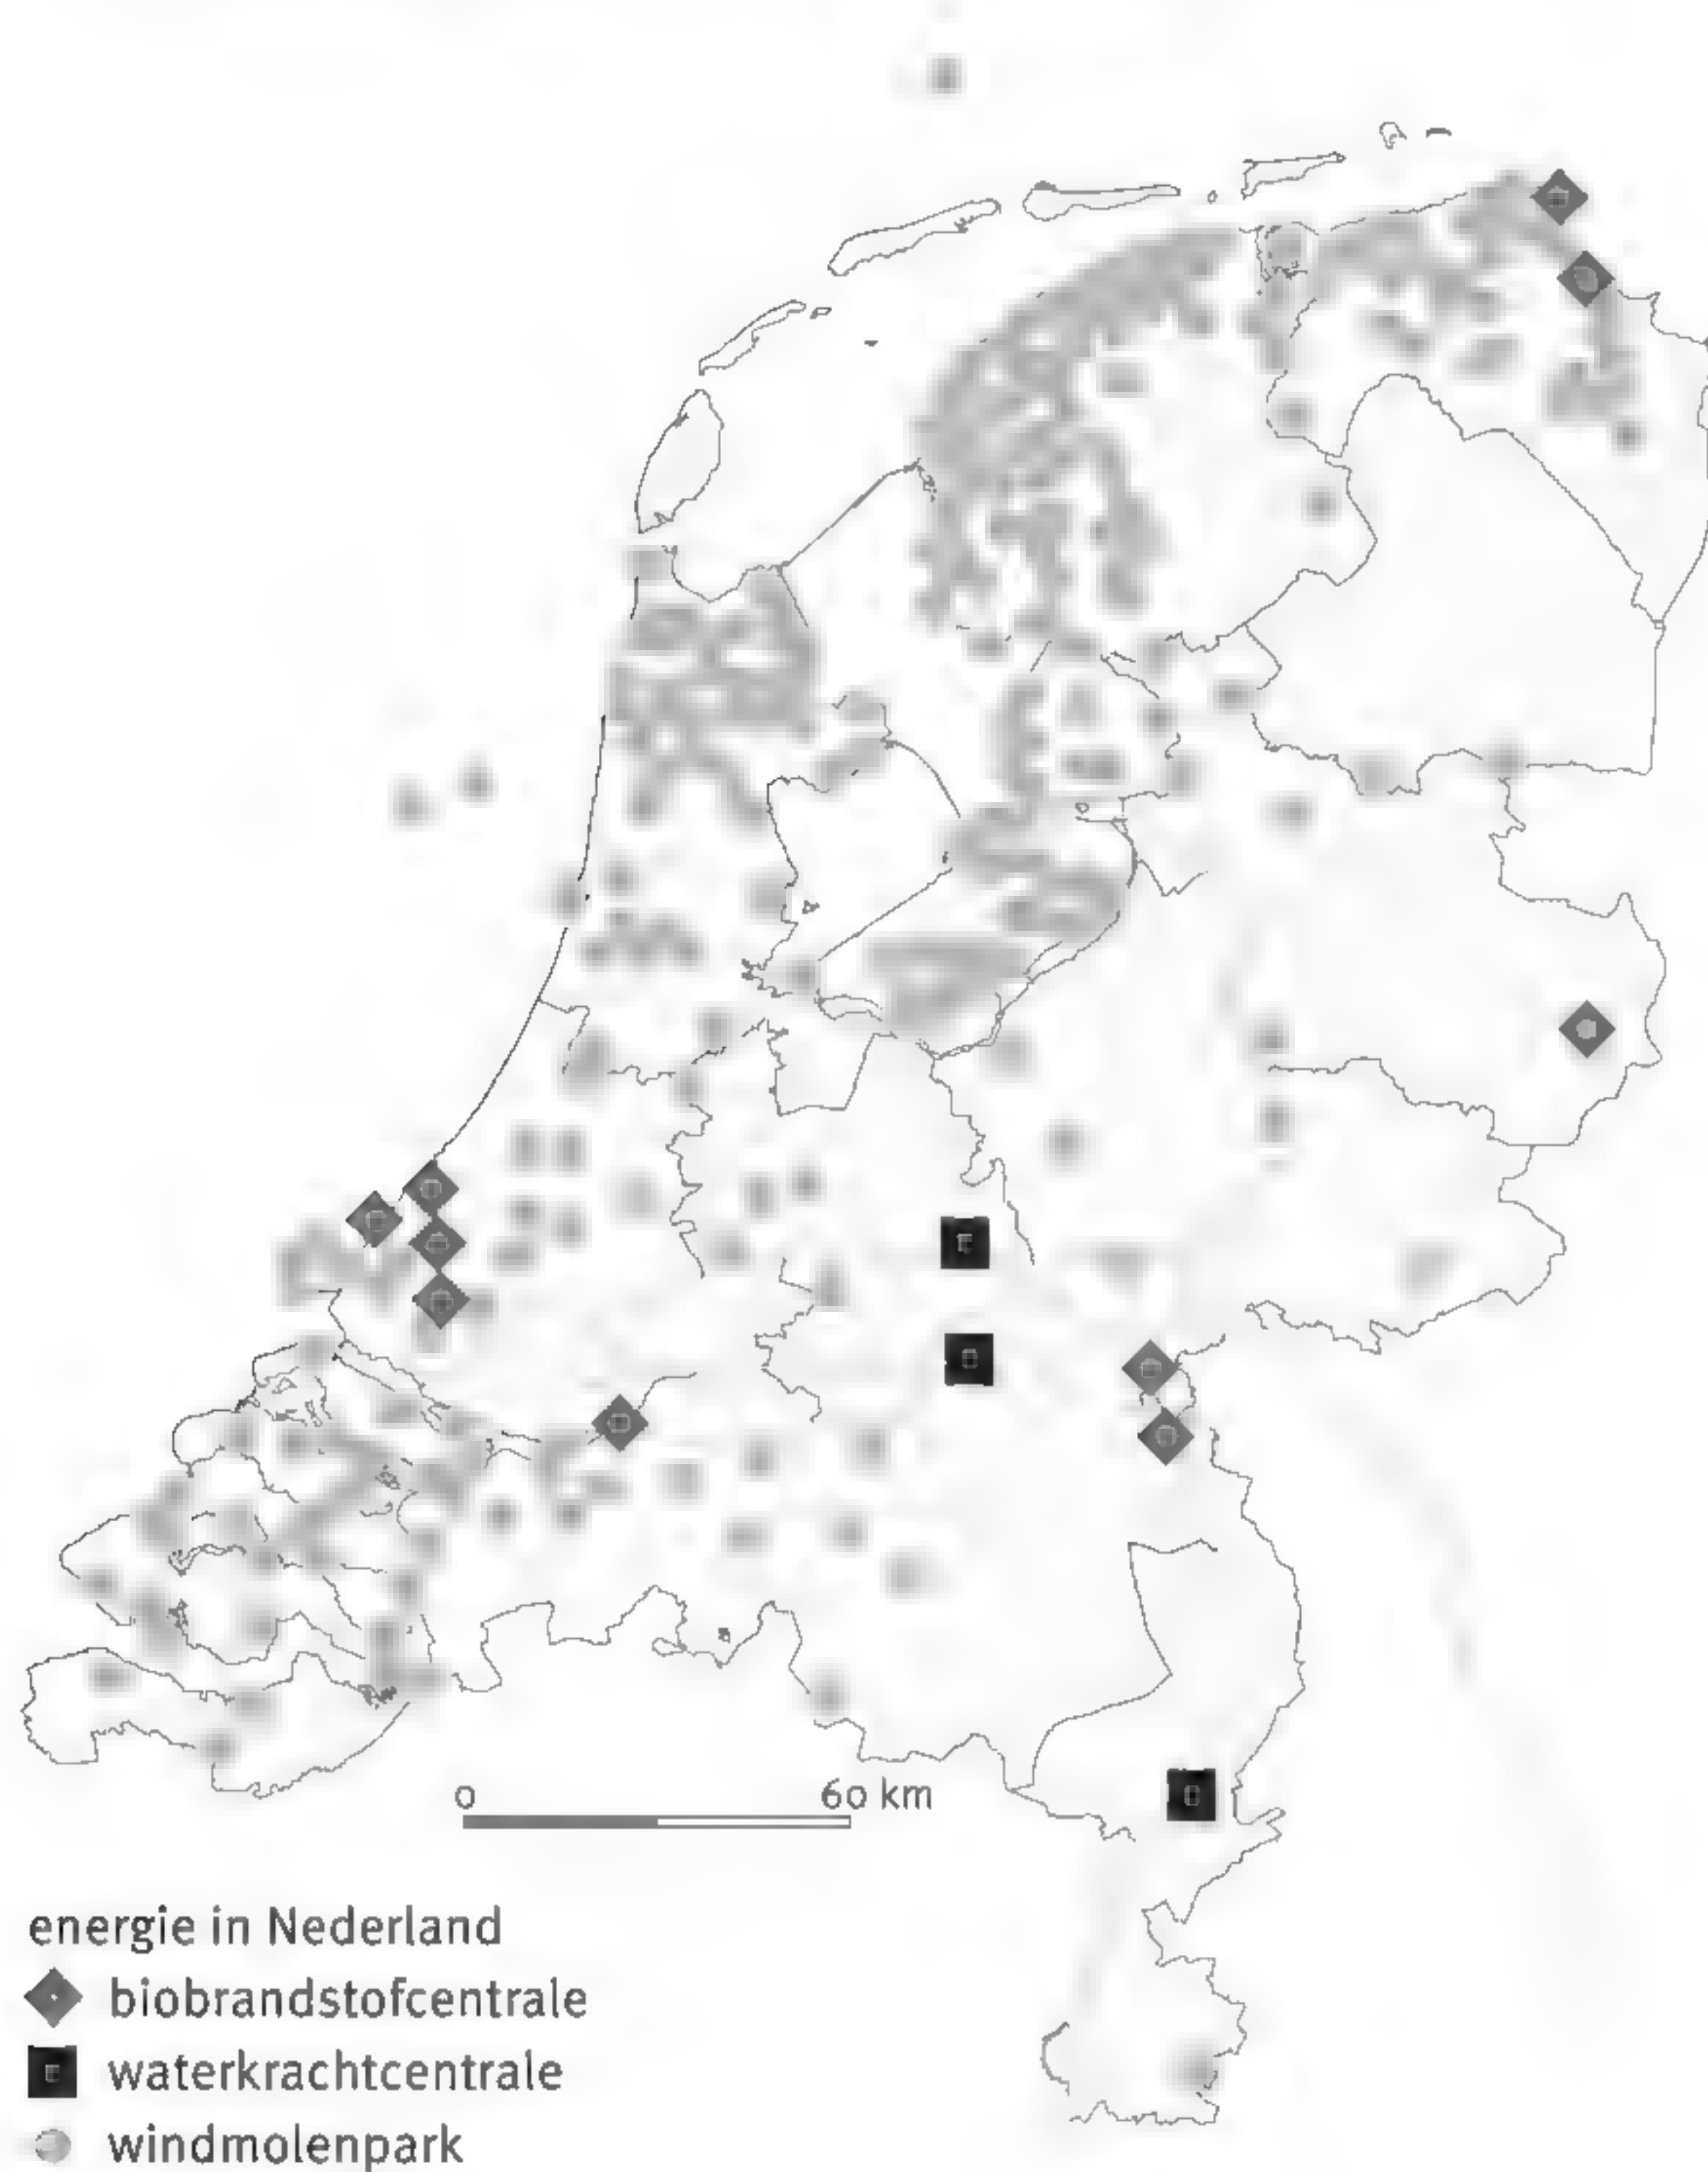 0 60 km
energie in Nederland
biobrandstofcentrale
waterkrachtcentrale
windmolenpark